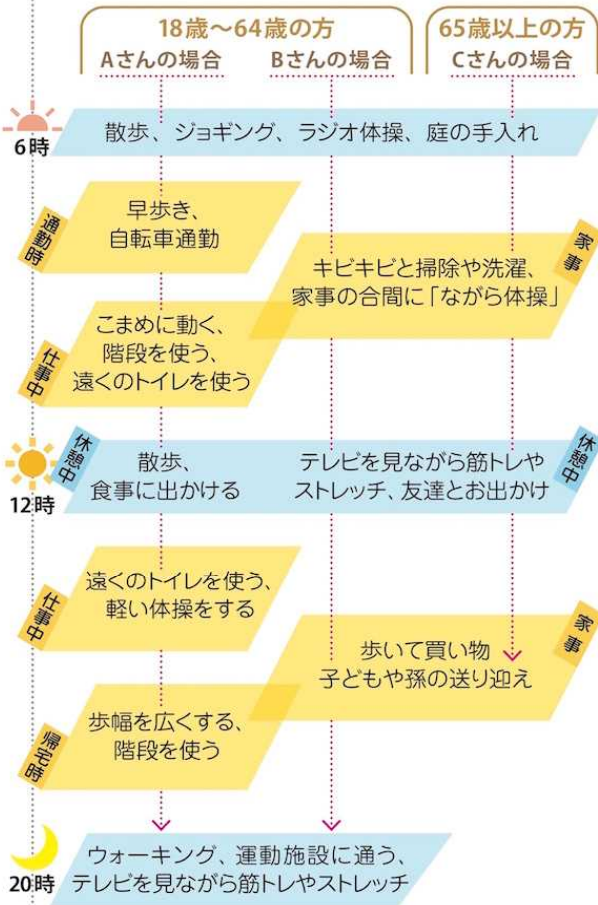 18歳〜64歳の方
65歳以上の方
Aさんの場合
Bさんの場合
Cさんの場合
6時
散歩、ジョギング、ラジオ体操、庭の手入れ
通勤時
早歩き、
自転車通勤
家事
キビキビと掃除や洗濯、
家事の合間に「ながら体操」
仕事中
こまめに動く、
階段を使う、
遠くのトイレを使う
12時
休憩中
散歩、
食事に出かける
テレビを見ながら筋トレや
ストレッチ、友達とお出かけ
休憩中
仕事中
遠くのトイレを使う、
軽い体操をする
家事
歩いて買い物
子どもや孫の送り迎え
帰宅時
歩幅を広くする、
階段を使う
20時
ウォーキング、運動施設に通う、
テレビを見ながら筋トレやストレッチ